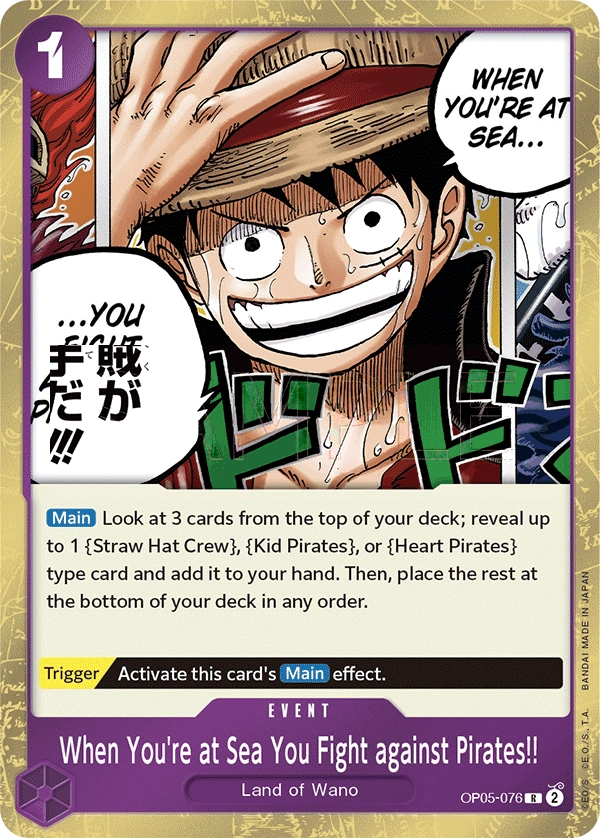 1
WHEN
YOU'RE AT
SEA...
...YOU
賊が
手だ
!!!
ドドン
Main Look at 3 cards from the top of your deck; reveal up
to 1 {Straw Hat Crew}, {Kid Pirates}, or {Heart Pirates}
type card and add it to your hand. Then, place the rest at
the bottom of your deck in any order.
Trigger Activate this card's Main effect.
EVENT
When You're at Sea You Fight against Pirates!!
Land of Wano
OP05-076 R 2
©E.O./S. ©E.O./S., T.A. BANDAI MADE IN JAPAN